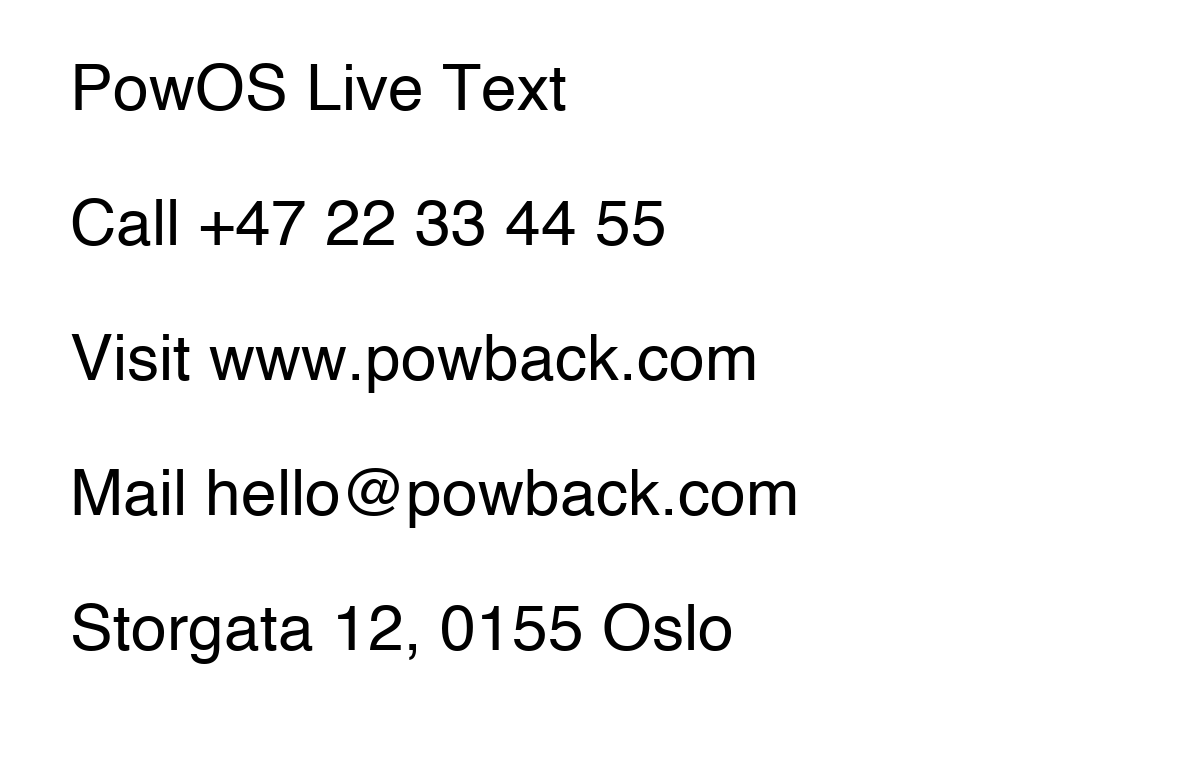 PowOS Live Text
Call +47 22 33 44 55
Visit www.powback.com
Mail hello@powback.com
Storgata 12, 0155 Oslo